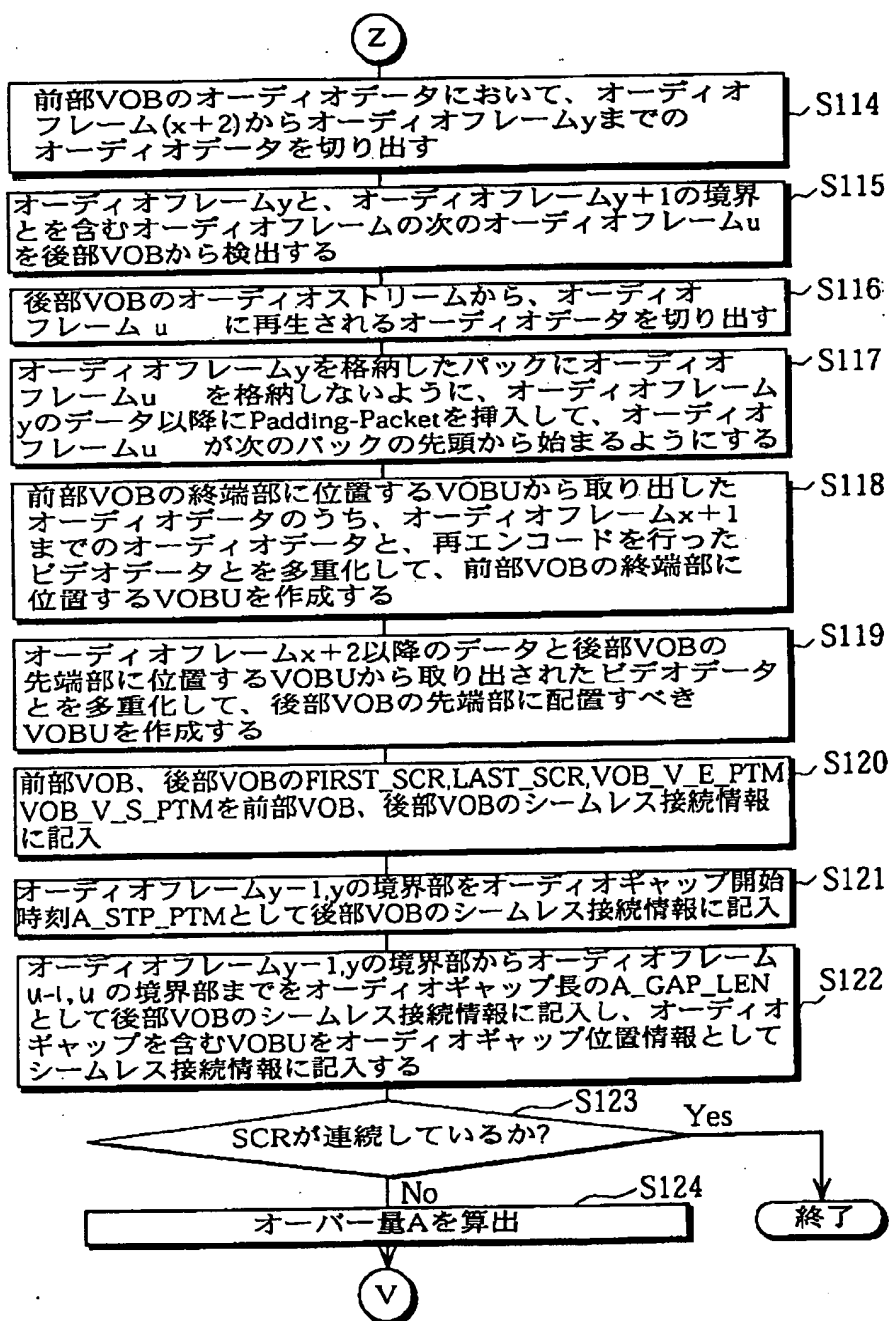 Z
前部VOBのオーディオデータにおいて、オーディオ
フレーム(x+2)からオーディオフレームyまでの
オーディオデータを切り出す
S114
オーディオフレームyと、オーディオフレームy+1の境界
とを含むオーディオフレームの次のオーディオフレームu
を後部VOBから検出する
S115
後部VOBのオーディオストリームから、オーディオ
フレーム u に再生されるオーディオデータを切り出す
S116
オーディオフレームyを格納したパックにオーディオ
フレームu を格納しないように、オーディオフレーム
yのデータ以降にPadding-Packetを挿入して、オーディオ
フレームu が次のパックの先頭から始まるようにする
S117
前部VOBの終端部に位置するVOBUから取り出した
オーディオデータのうち、オーディオフレームx+1
までのオーディオデータと、再エンコードを行った
ビデオデータとを多重化して、前部VOBの終端部に
位置するVOBUを作成する
S118
オーディオフレームx+2以降のデータと後部VOBの
先端部に位置するVOBUから取り出されたビデオデータ
とを多重化して、後部VOBの先端部に配置すべき
VOBUを作成する
S119
前部VOB、後部VOBのFIRST_SCR,LAST_SCR,VOB_V_E_PTM
VOB_V_S_PTMを前部VOB、後部VOBのシームレス接続情報
に記入
S120
オーディオフレームy-1,yの境界部をオーディオギャップ開始
時刻A_STP_PTMとして後部VOBのシームレス接続情報に記入
S121
オーディオフレームy-1,yの境界部からオーディオフレーム
u-1,u の境界部までをオーディオギャップ長のA_GAP_LEN
として後部VOBのシームレス接続情報に記入し、オーディオ
ギャップを含むVOBUをオーディオギャップ位置情報として
シームレス接続情報に記入する
S122
S123
SCRが連続しているか?
Yes
No
S124
オーバー量Aを算出
終了
V